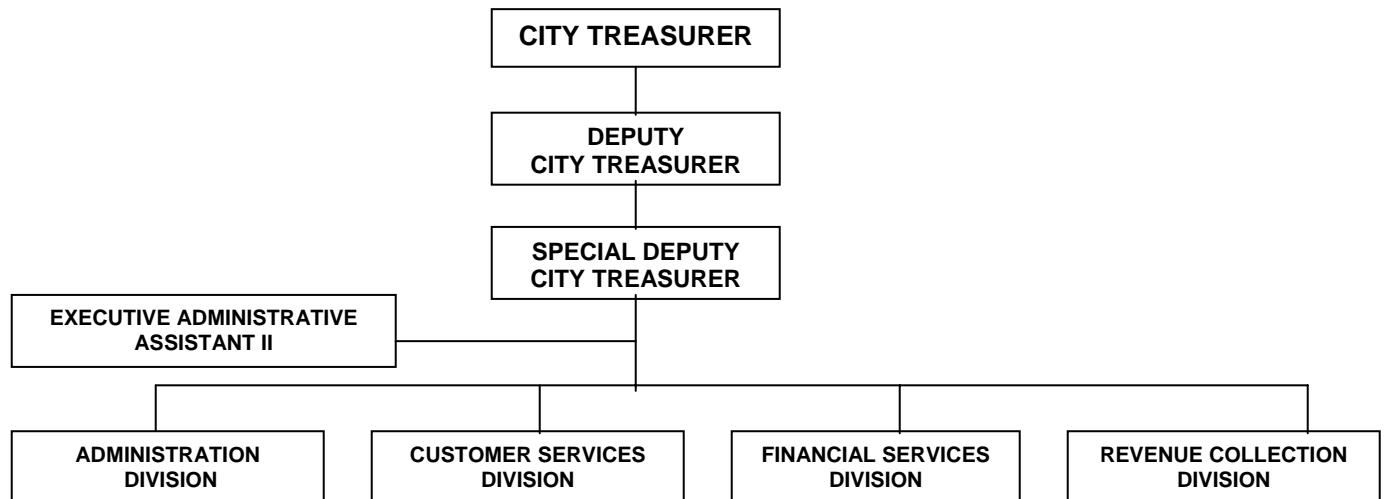 CITY TREASURER
DEPUTY
CITY TREASURER
SPECIAL DEPUTY
CITY TREASURER
EXECUTIVE ADMINISTRATIVE
ASSISTANT II
ADMINISTRATION
DIVISION
CUSTOMER SERVICES
DIVISION
FINANCIAL SERVICES
DIVISION
REVENUE COLLECTION
DIVISION